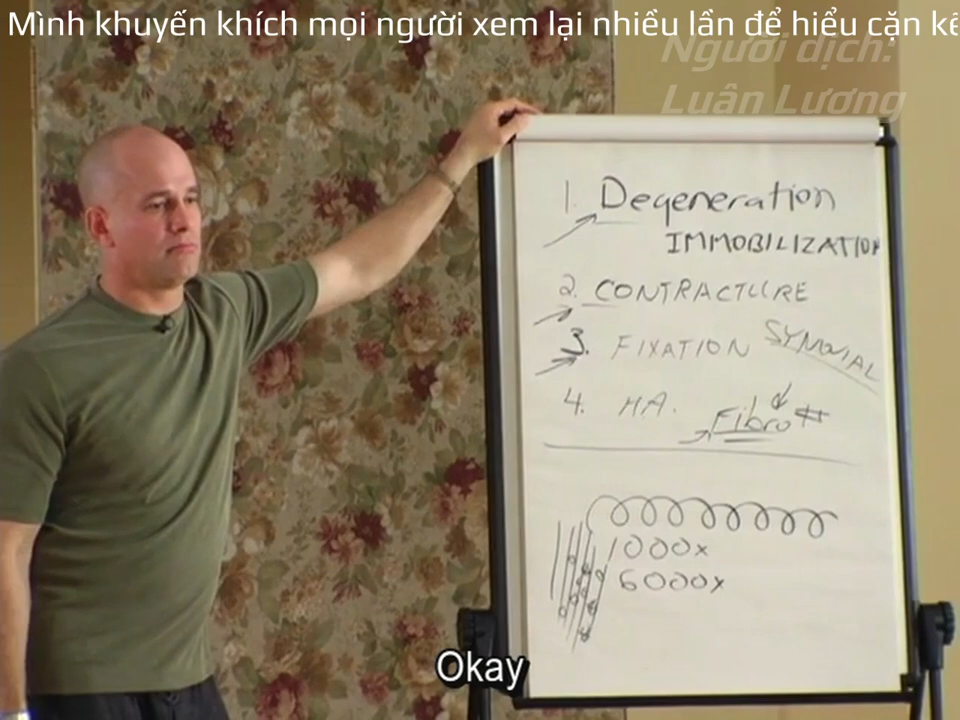 Mình khuyến khích mọi người xem lại nhiều lần để hiểu cặn kẽ
Người dịch:
Luân Lương
1. Degeneration
IMMOBILIZATION
2. CONTRACTURE
3. FIXATION SYNOVIAL
4. HA.
Fibro #
1000x
6000x
Okay